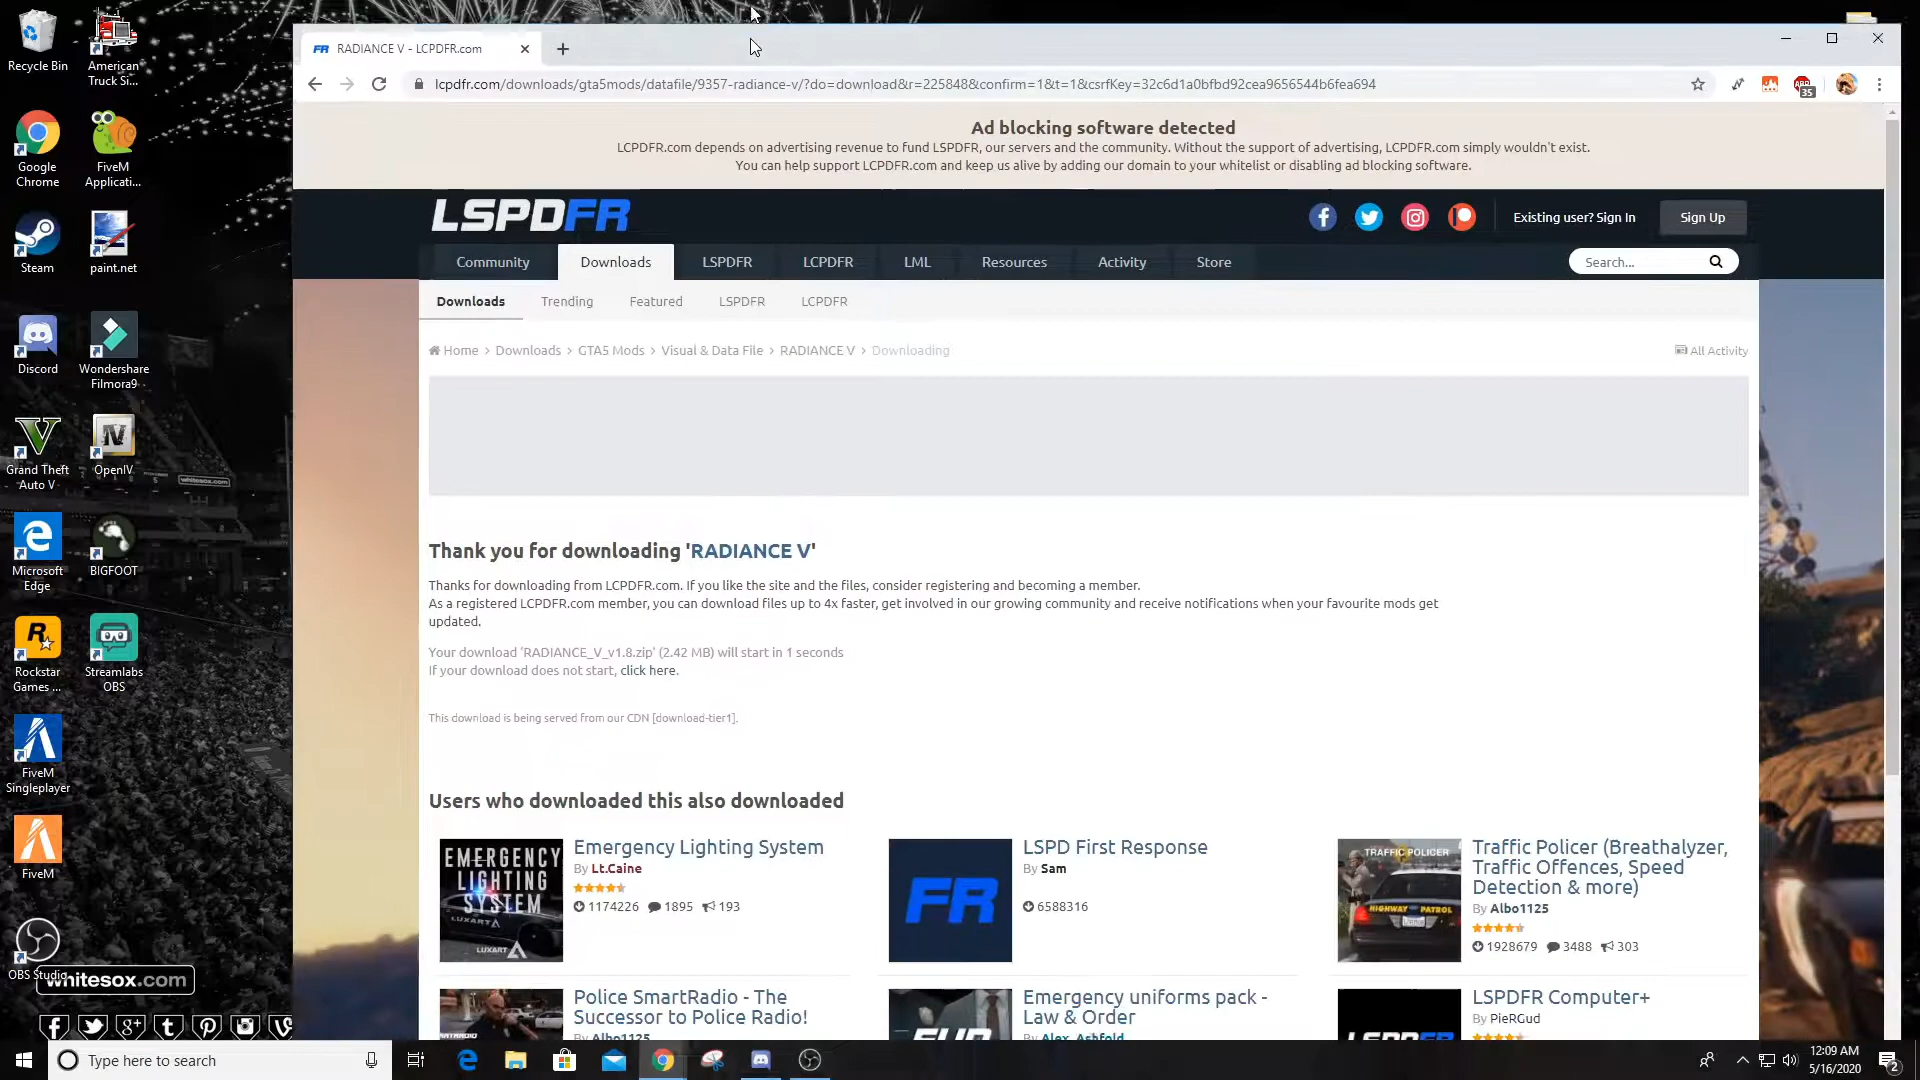 Recycle Bin
American
Truck Si...
Google
Chrome
FiveM
Applicati...
Steam
paint.net
Discord
Wondershare
Filmora9
Grand Theft
Auto V
OpenIV
Microsoft
Edge
BIGFOOT
Rockstar
Games ...
Streamlabs
OBS
FiveM
Singleplayer
FiveM
OBS Studio
whitesox.com
whitesox.com
RADIANCE V - LCPDFR.com
lcpdfr.com/downloads/gta5mods/datafile/9357-radiance-v/?do=download&r=225848&confirm=1&t=1&csrfKey=32c6d1a0bfbd92cea9656544b6fea694
35
Ad blocking software detected
LCPDFR.com depends on advertising revenue to fund LSPDFR, our servers and the community. Without the support of advertising, LCPDFR.com simply wouldn't exist.
You can help support LCPDFR.com and keep us alive by adding our domain to your whitelist or disabling ad blocking software.
LSPDFR
Existing user? Sign In
Sign Up
Community
Downloads
LSPDFR
LCPDFR
LML
Resources
Activity
Store
Search...
Downloads
Trending
Featured
LSPDFR
LCPDFR
Home > Downloads > GTA5 Mods > Visual & Data File > RADIANCE V > Downloading
All Activity
Thank you for downloading 'RADIANCE V'
Thanks for downloading from LCPDFR.com. If you like the site and the files, consider registering and becoming a member.
As a registered LCPDFR.com member, you can download files up to 4x faster, get involved in our growing community and receive notifications when your favourite mods get
updated.
Your download 'RADIANCE_V_v1.8.zip' (2.42 MB) will start in 1 seconds
If your download does not start, click here.
This download is being served from our CDN [download-tier1].
Users who downloaded this also downloaded
EMERGENCY
LIGHTING
SYSTEM
LUXART
LUXART
Emergency Lighting System
By Lt.Caine
1174226 1895 193
FR
LSPD First Response
By Sam
6588316
TRAFFIC POLICER
HIGHWAY PATROL
Traffic Policer (Breathalyzer,
Traffic Offences, Speed
Detection & more)
By Albo1125
1928679 3488 303
Police SmartRadio - The
Successor to Police Radio!
By Albo1125
Emergency uniforms pack -
Law & Order
By Alex_Ashfold
LSPDFR
LSPDFR Computer+
By PieRGud
Type here to search
12:09 AM
5/16/2020
2